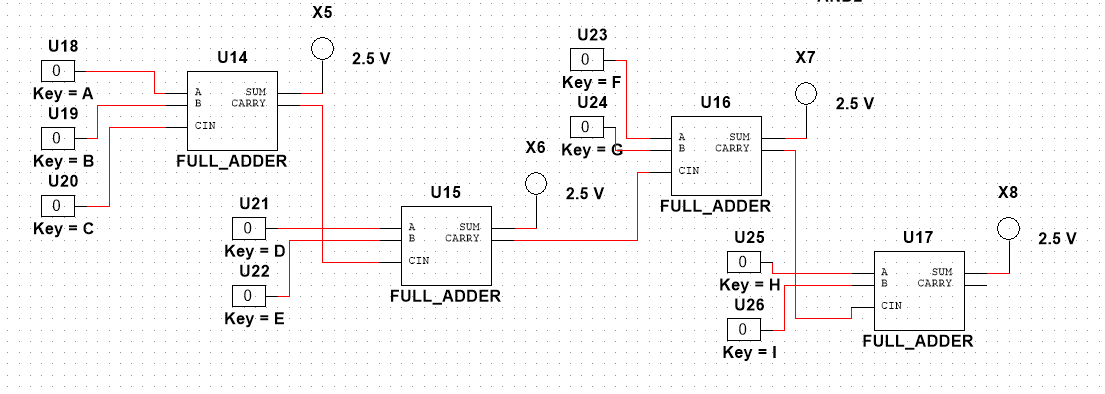 X5
U18
0
Key = A
U19
0
Key = B
U20
0
Key = C
U14
A
B
CIN
SUM
CARRY
FULL_ADDER
2.5 V
U21
0
Key = D
U22
0
Key = E
U15
A
B
CIN
SUM
CARRY
FULL_ADDER
X6
2.5 V
U23
0
Key = F
U24
0
Key = G
U16
A
B
CIN
SUM
CARRY
FULL_ADDER
X7
2.5 V
U25
0
Key = H
U26
0
Key = I
U17
A
B
CIN
SUM
CARRY
FULL_ADDER
X8
2.5 V